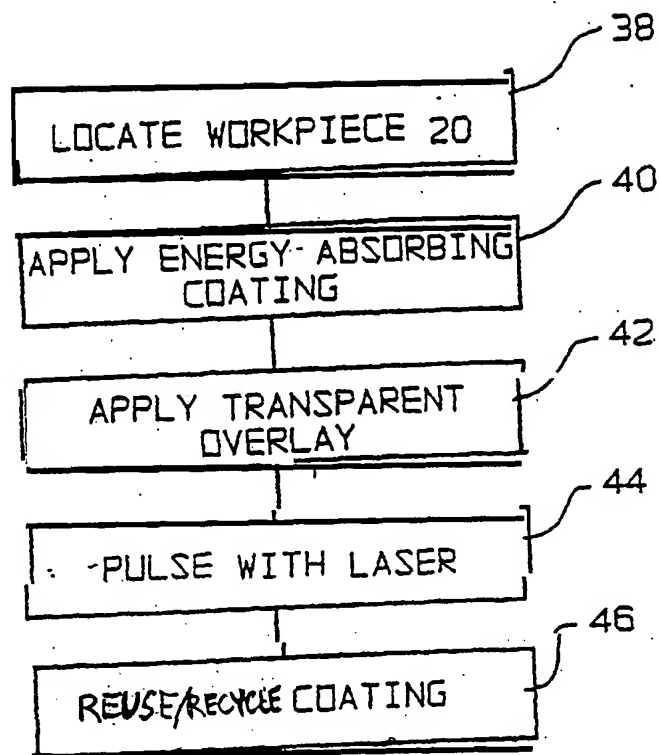 38
LOCATE WORKPIECE 20
40
APPLY ENERGY-ABSORBING
COATING
42
APPLY TRANSPARENT
OVERLAY
44
-PULSE WITH LASER
46
REUSE/RECYCLE COATING